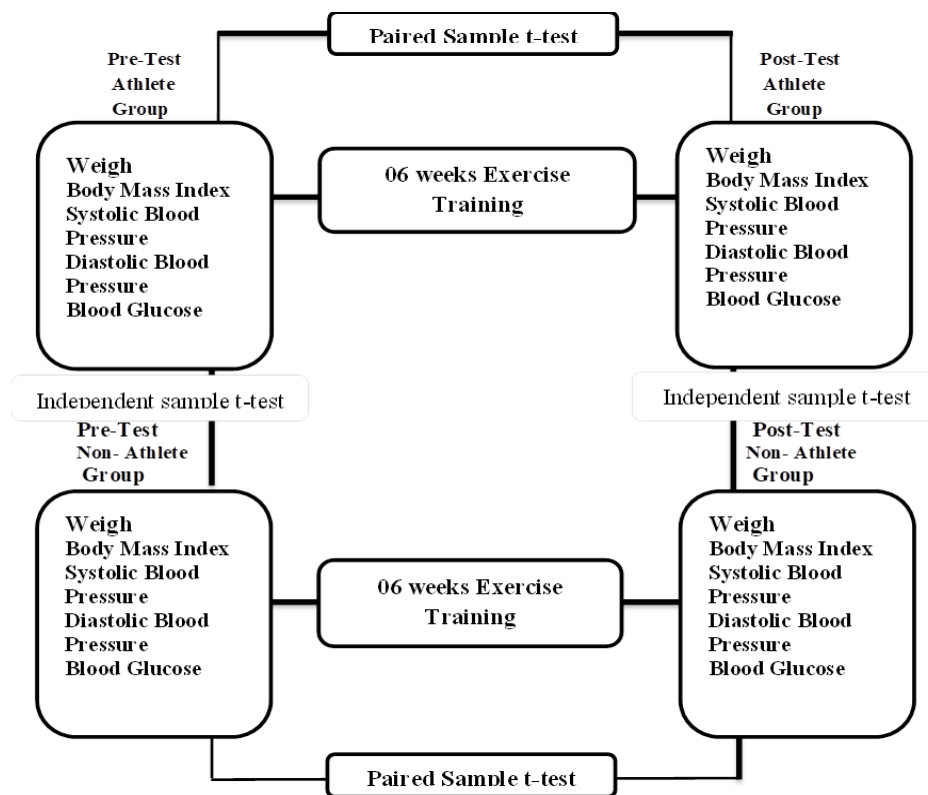 Paired Sample t-test
Pre-Test
Athlete
Group
Post-Test
Athlete
Group
Weigh
Body Mass Index
Systolic Blood
Pressure
Diastolic Blood
Pressure
Blood Glucose
06 weeks Exercise
Training
Weigh
Body Mass Index
Systolic Blood
Pressure
Diastolic Blood
Pressure
Blood Glucose
Independent sample t-test
Independent sample t-test
Pre-Test
Non- Athlete
Group
Post-Test
Non- Athlete
Group
Weigh
Body Mass Index
Systolic Blood
Pressure
Diastolic Blood
Pressure
Blood Glucose
06 weeks Exercise
Training
Weigh
Body Mass Index
Systolic Blood
Pressure
Diastolic Blood
Pressure
Blood Glucose
Paired Sample t-test